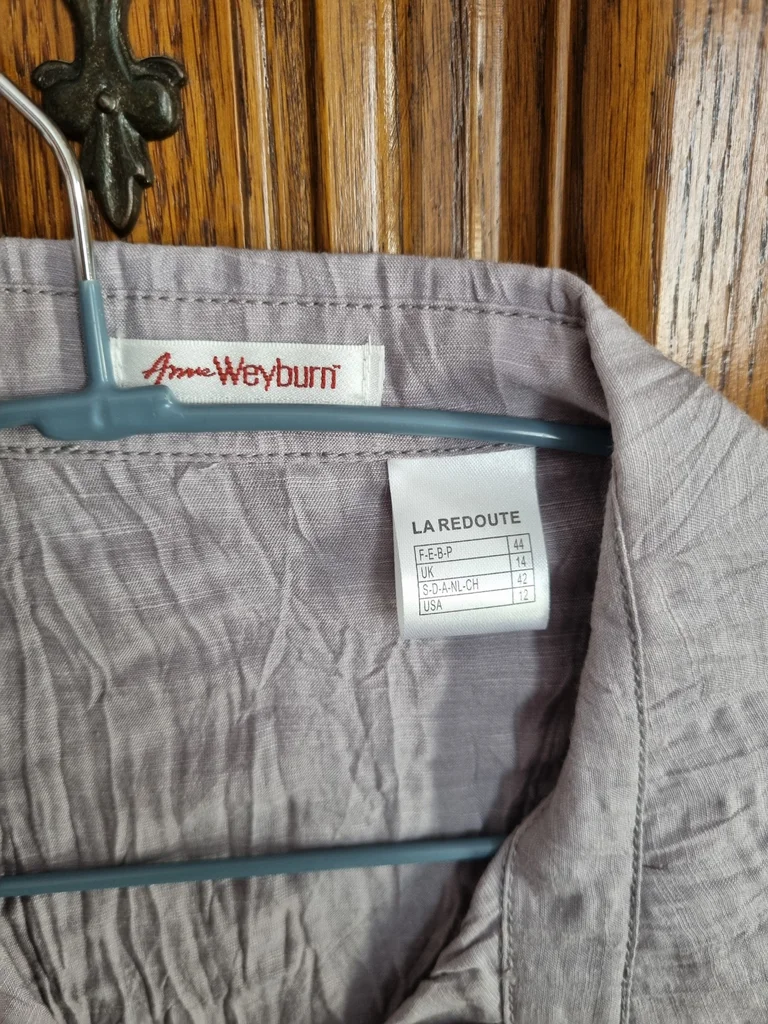 Anne Weyburn
LA REDOUTE
F-E-B-P 44
UK 14
S-D-A-NL-CH 42
USA 12